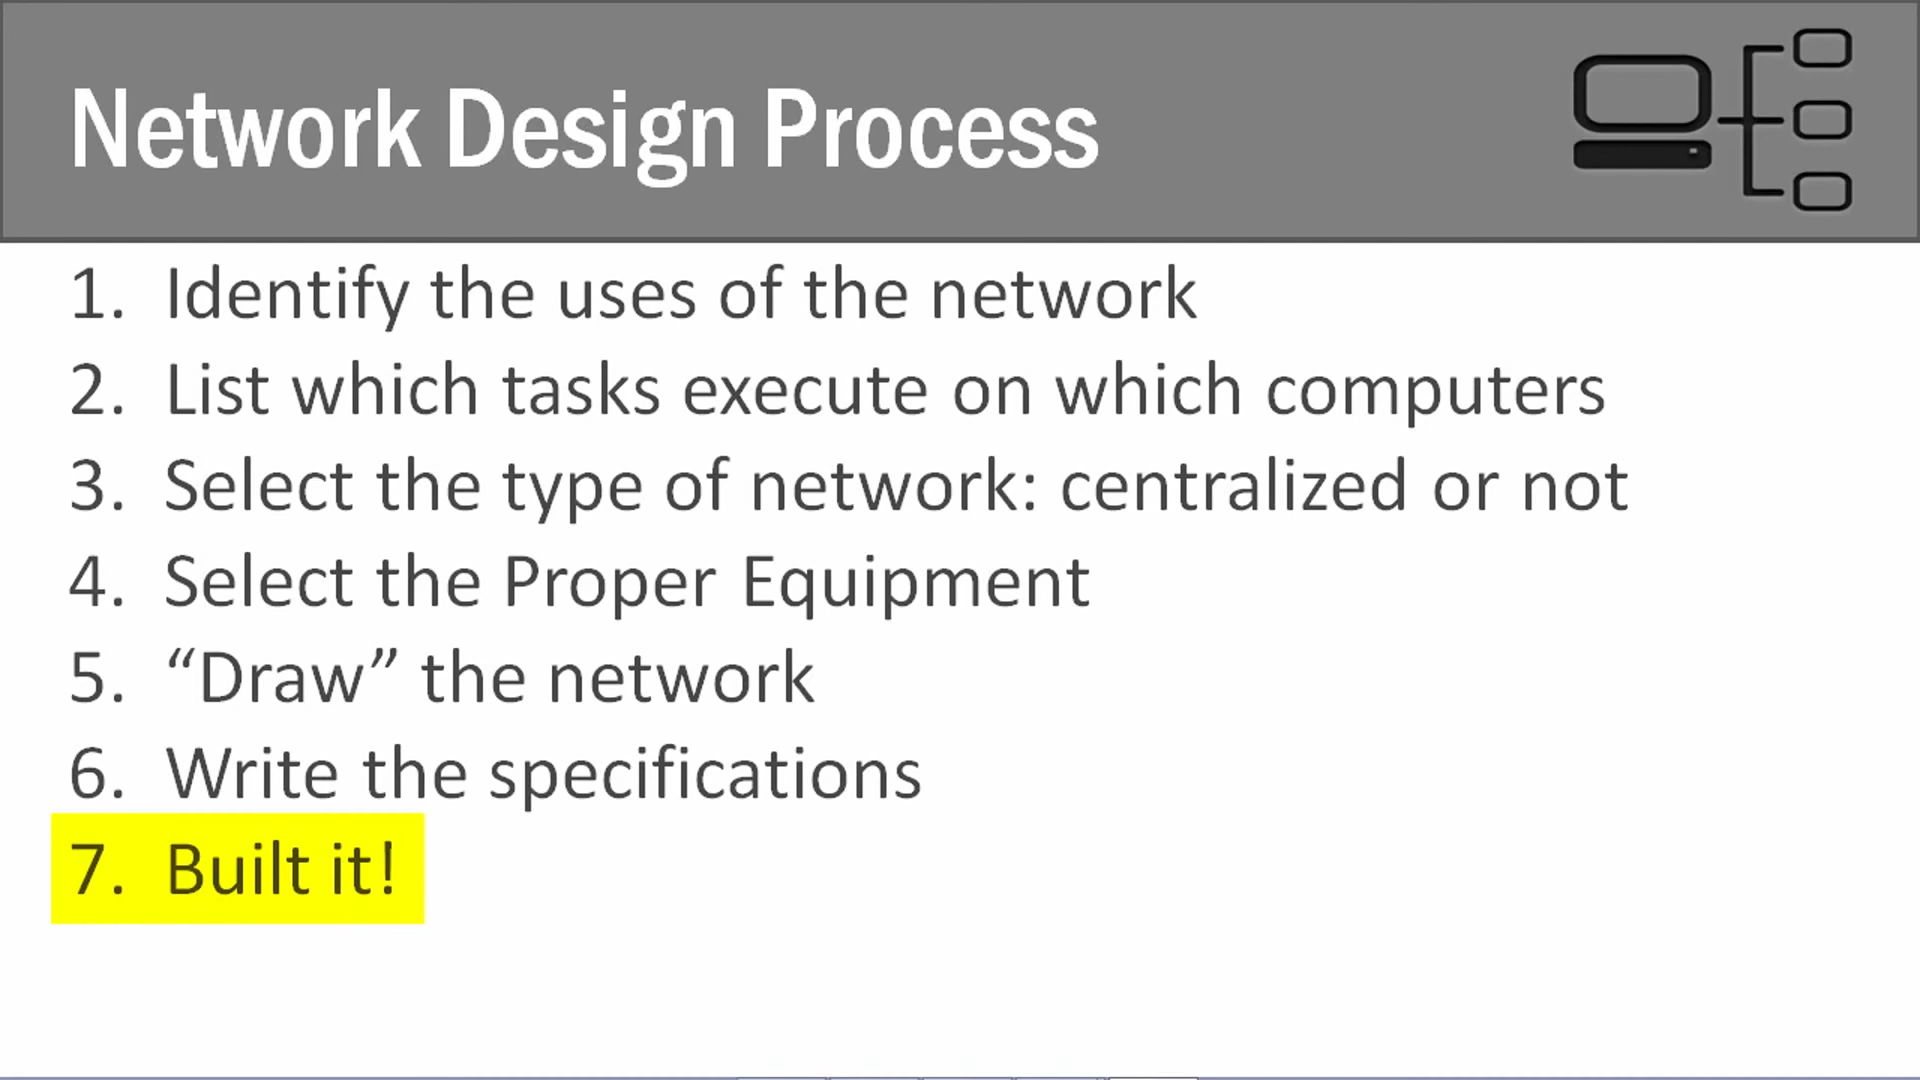 Network Design Process
1. Identify the uses of the network
2. List which tasks execute on which computers
3. Select the type of network: centralized or not
4. Select the Proper Equipment
5. “Draw” the network
6. Write the specifications
7. Built it!